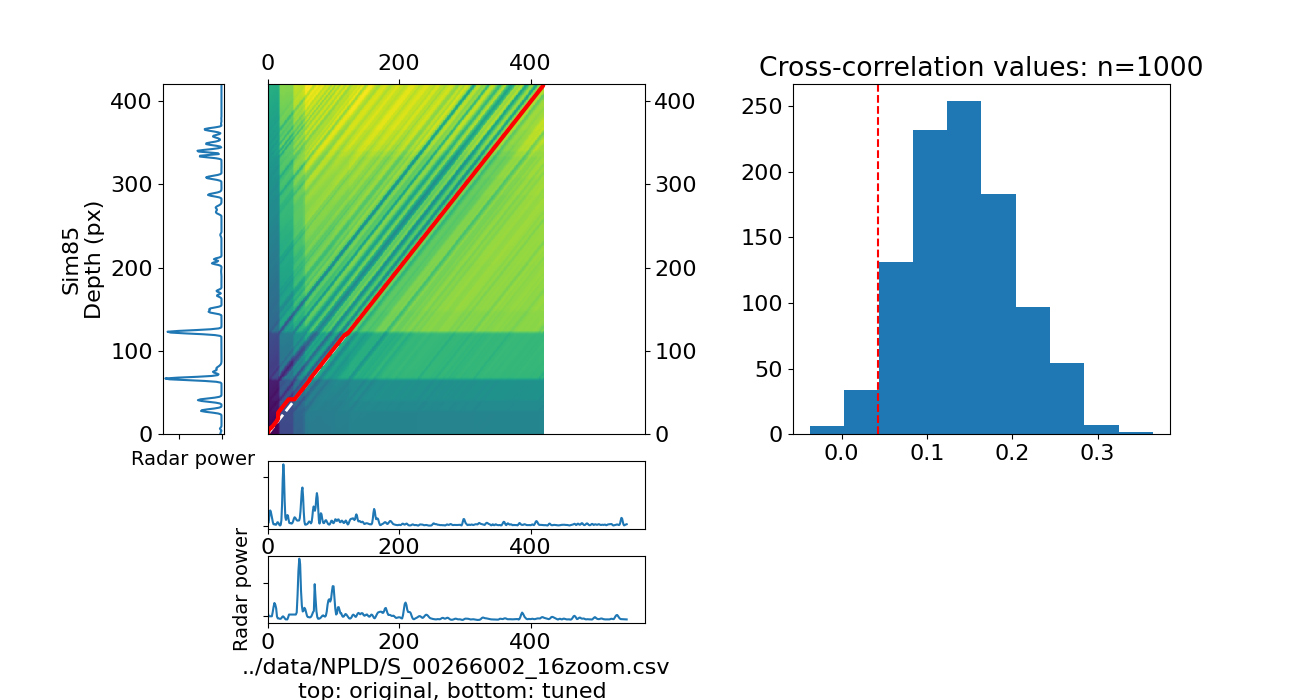 0 200 400
Cross-correlation values: n=1000
400
300
200
100
0
Sim85
Depth (px)
400
300
200
100
0
Radar power
250
200
150
100
50
0
0.0 0.1 0.2 0.3
0 200 400
Radar power
0 200 400
../data/NPLD/S_00266002_16zoom.csv
top: original, bottom: tuned